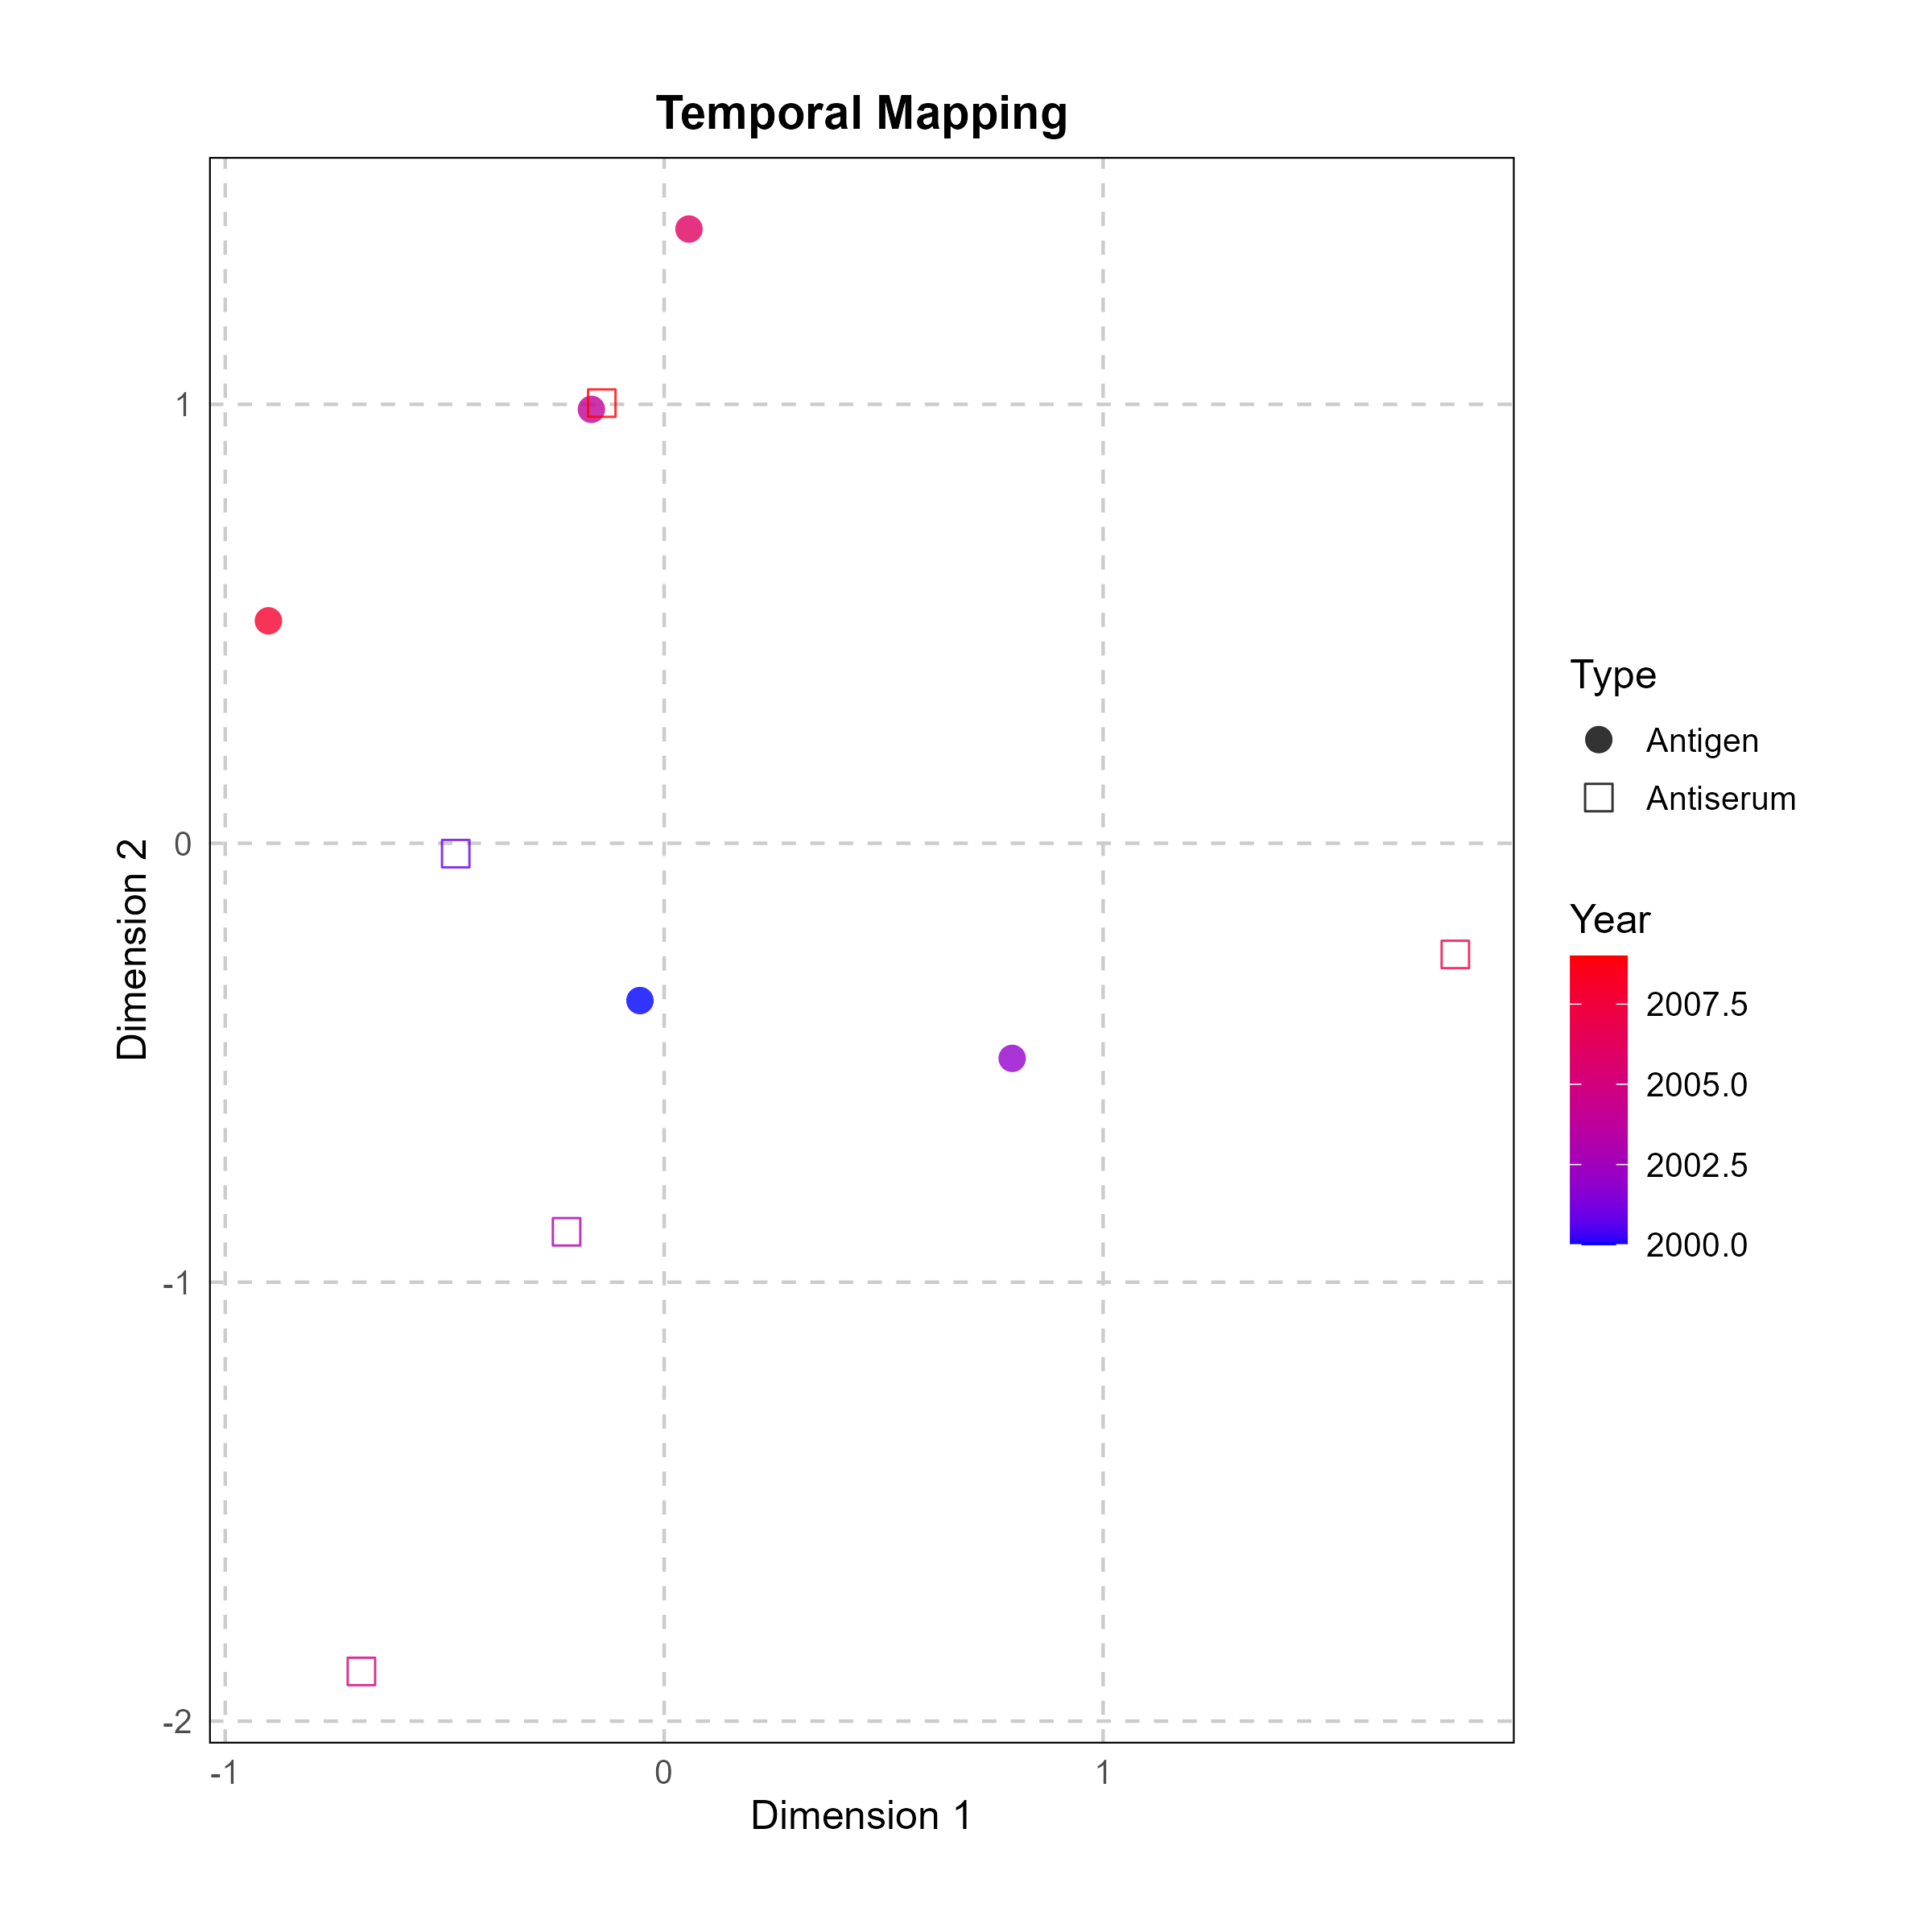 Temporal Mapping
1
0
-1
-2
Dimension 2
-1
0
1
Dimension 1
Type
Antigen
Antiserum
Year
2007.5
2005.0
2002.5
2000.0